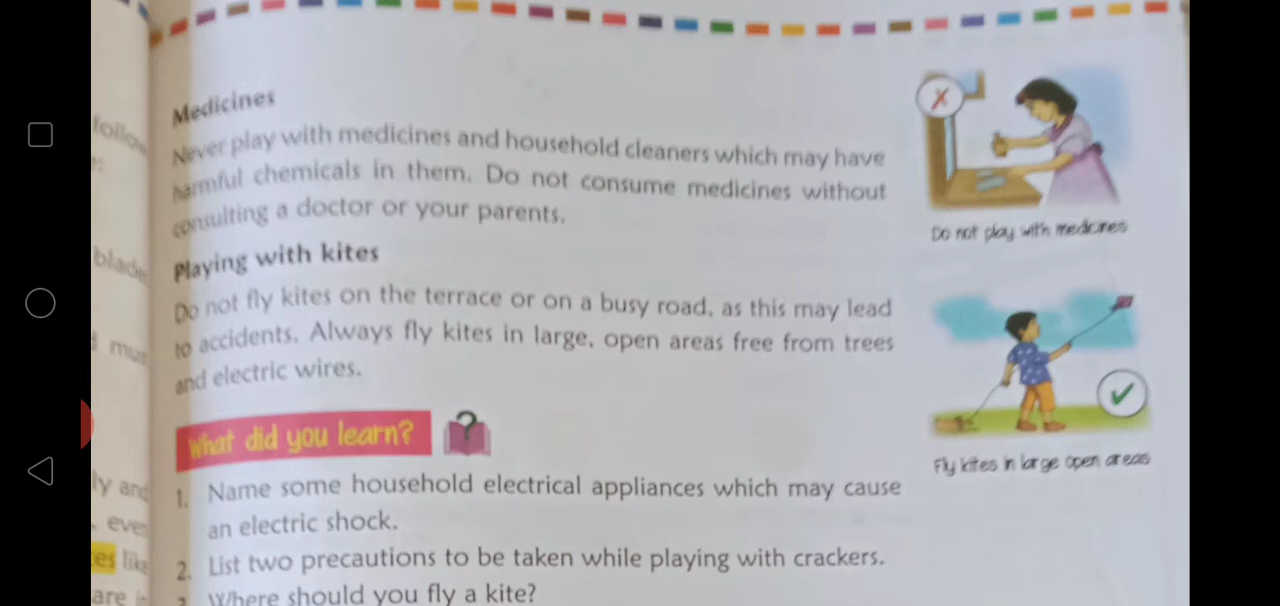 Medicines
Never play with medicines and household cleaners which may have
harmful chemicals in them. Do not consume medicines without
consulting a doctor or your parents.
Do not play with medicines
Playing with kites
Do not fly kites on the terrace or on a busy road, as this may lead
to accidents. Always fly kites in large, open areas free from trees
and electric wires.
Fly kites in large open areas
What did you learn?
1. Name some household electrical appliances which may cause
an electric shock.
2. List two precautions to be taken while playing with crackers.
Where should you fly a kite?
follow
blade
ly and
even
es like
are